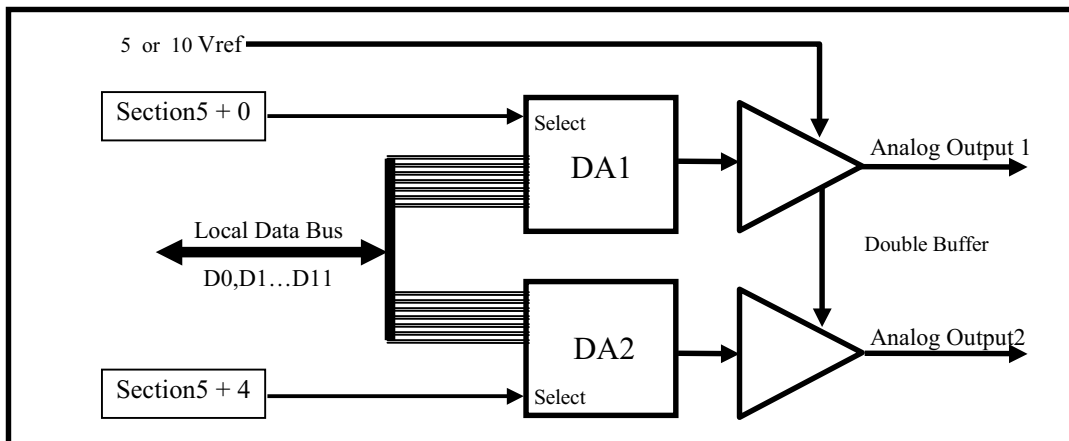 5 or 10 Vref
Section5 + 0
Select
DA1
Analog Output 1
Local Data Bus
D0,D1…D11
Double Buffer
DA2
Analog Output2
Section5 + 4
Select